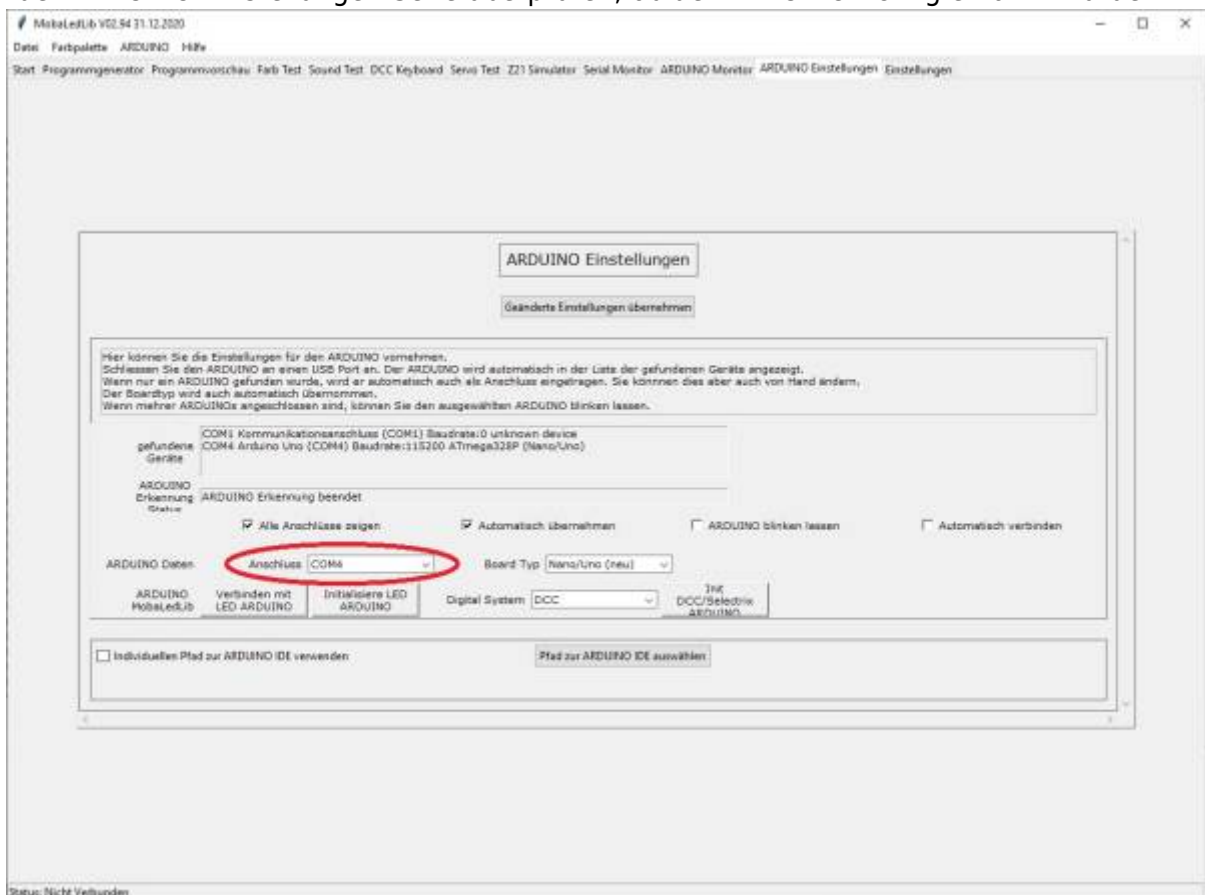 MobaLedLib V02.94 31.12.2020
Datei Farbpalette ARDUINO Hilfe
Start Programmgenerator Programmvorschau Farb Test Sound Test DCC Keyboard Servo Test Z21 Simulator Serial Monitor ARDUINO Monitor ARDUINO Einstellungen Einstellungen
ARDUINO Einstellungen
Geänderte Einstellungen übernehmen
Hier können Sie die Einstellungen für den ARDUINO vornehmen.
Schliessen Sie den ARDUINO an einen USB Port an. Der ARDUINO wird automatisch in der Liste der gefundenen Geräte angezeigt.
Wenn nur ein ARDUINO gefunden wurde, wird er automatisch auch als Anschluss eingetragen. Sie könnnen dies aber auch von Hand ändern.
Der Boardtyp wird auch automatisch übernommen.
Wenn mehrer ARDUINOs angeschlossen sind, können Sie den ausgewählten ARDUINO blinken lassen.
gefundene Geräte
COM1 Kommunikationsanschluss (COM1) Baudrate:0 unknown device
COM4 Arduino Uno (COM4) Baudrate:115200 ATmega328P (Nano/Uno)
ARDUINO Erkennung Status
ARDUINO Erkennung beendet
Alle Anschlüsse zeigen Automatisch übernehmen ARDUINO blinken lassen Automatisch verbinden
ARDUINO Daten Anschluss COM4 Board Typ Nano/Uno (neu)
ARDUINO MobaLedLib
Verbinden mit LED ARDUINO
Initialisiere LED ARDUINO
Digital System DCC
Init DCC/Selectrix ARDUINO
Individuellen Pfad zur ARDUINO IDE verwenden Pfad zur ARDUINO IDE auswählen
Status: Nicht Verbunden